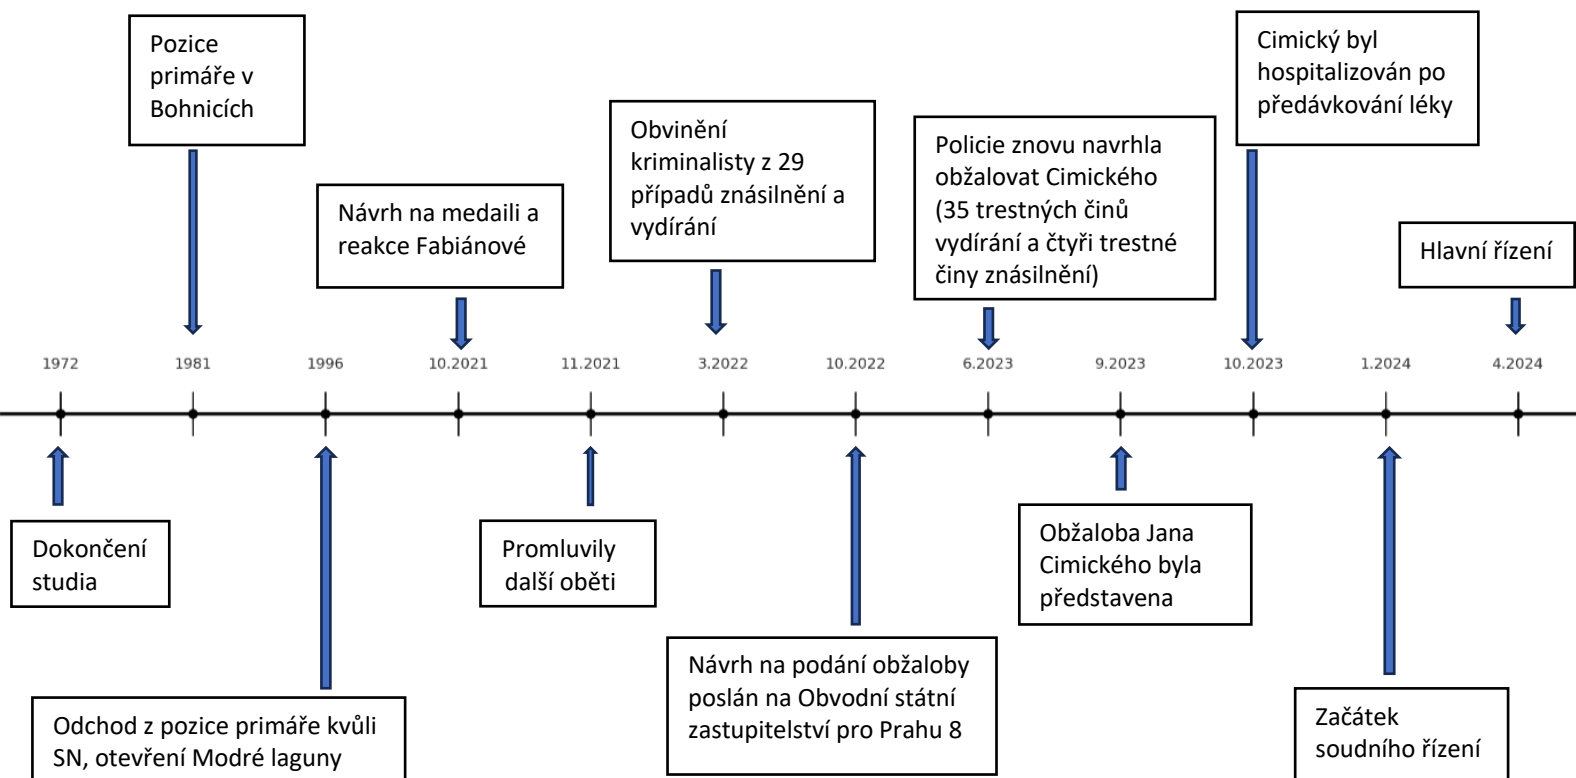 Pozice
primáře v
Bohnicích
Cimický byl
hospitalizován po
předávkování léky
Obvinění
kriminalisty z 29
případů znásilnění a
vydírání
Policie znovu navrhla
obžalovat Cimického
(35 trestných činů
vydírání a čtyři trestné
činy znásilnění)
Návrh na medaili a
reakce Fabiánové
Hlavní řízení
1972
1981
1996
10.2021
11.2021
3.2022
10.2022
6.2023
9.2023
10.2023
1.2024
4.2024
Dokončení
studia
Promluvily
další oběti
Obžaloba Jana
Cimického byla
představena
Návrh na podání obžaloby
poslán na Obvodní státní
zastupitelství pro Prahu 8
Odchod z pozice primáře kvůli
SN, otevření Modré laguny
Začátek
soudního řízení